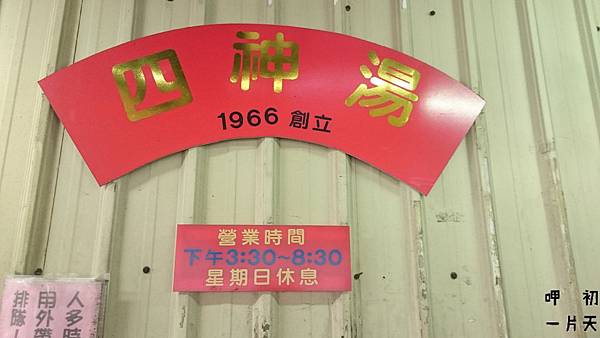 四神湯
1966 創立
營業時間
下午3:30~8:30
星期日休息
人多時
用外帶
排隊
呷 初
一片天